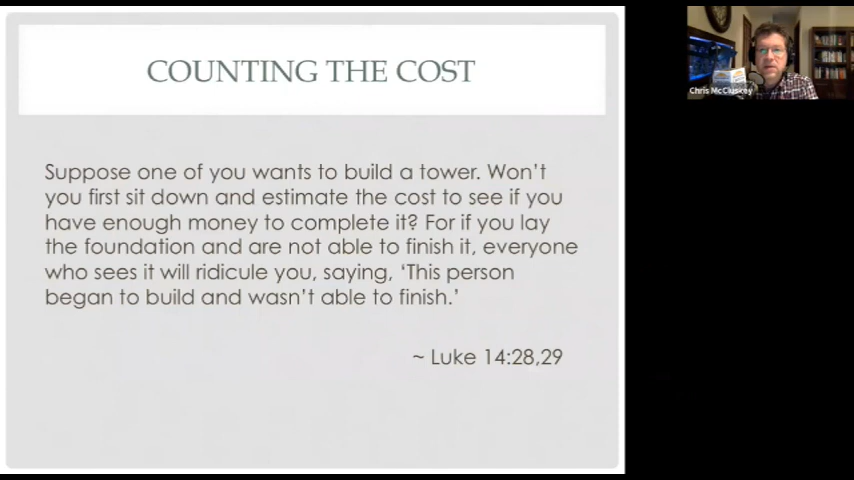 COUNTING THE COST
Suppose one of you wants to build a tower. Won't
you first sit down and estimate the cost to see if you
have enough money to complete it? For if you lay
the foundation and are not able to finish it, everyone
who sees it will ridicule you, saying, ‘This person
began to build and wasn't able to finish.’
~ Luke 14:28,29
Chris McCluskey